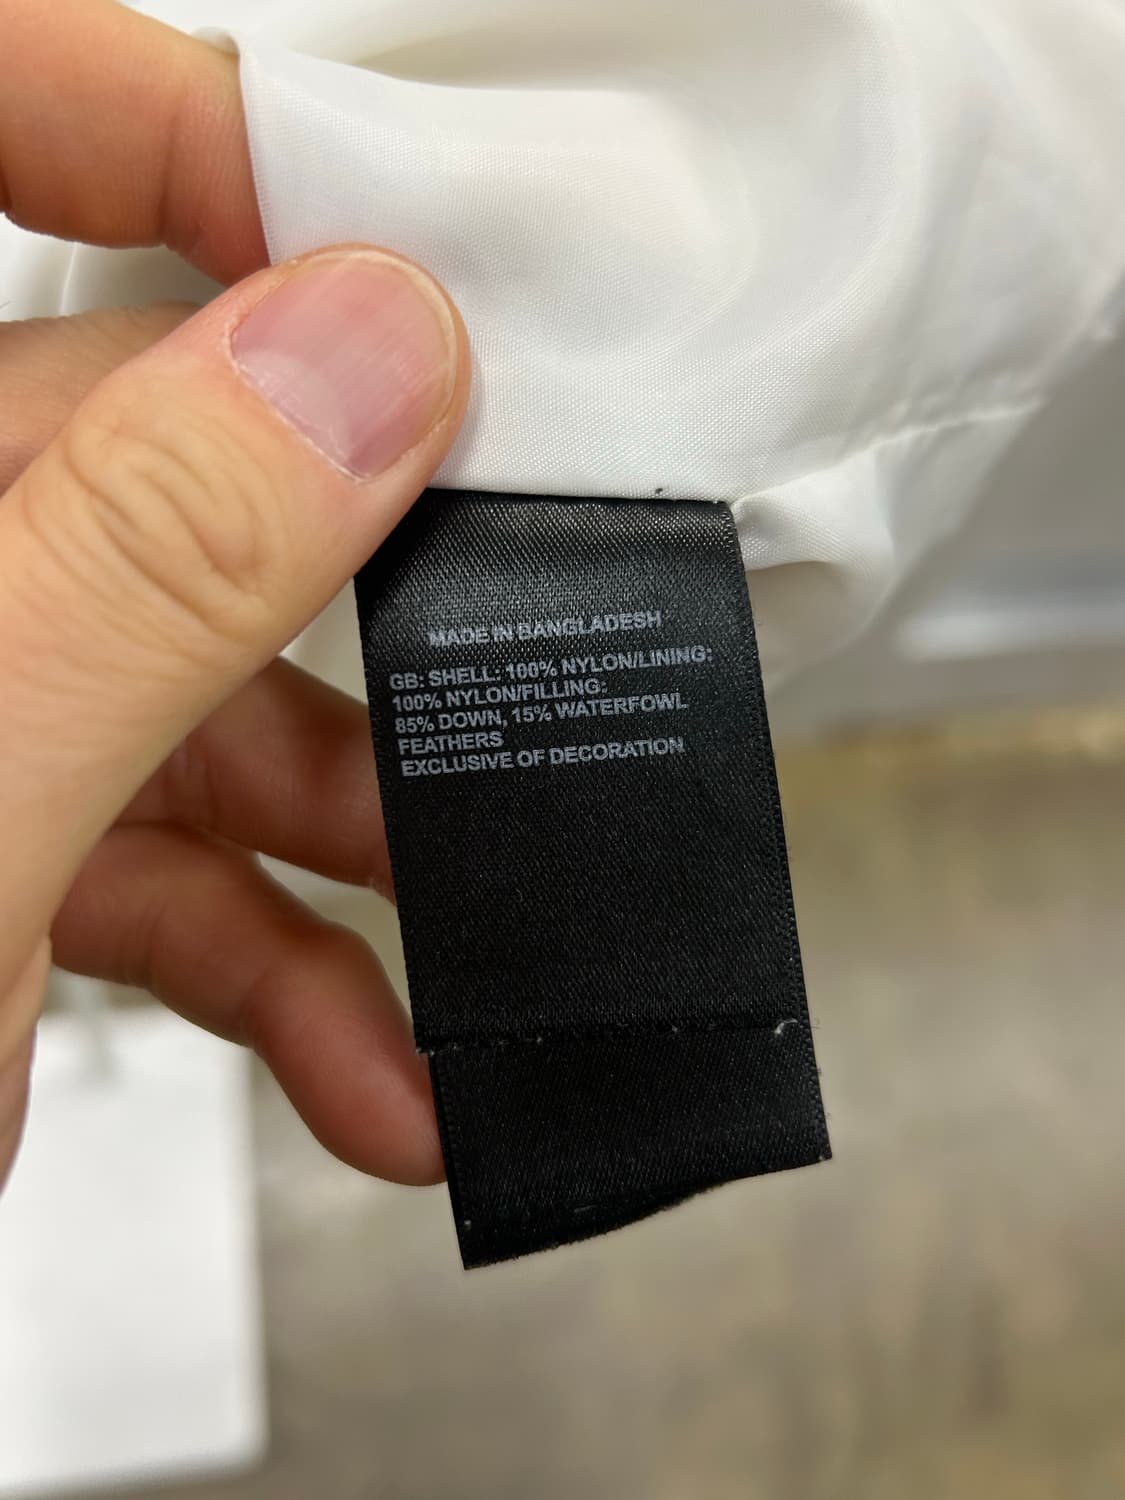 MADE IN BANGLADESH
GB: SHELL: 100% NYLON/LINING:
100% NYLON/FILLING:
85% DOWN, 15% WATERFOWL
FEATHERS
EXCLUSIVE OF DECORATION